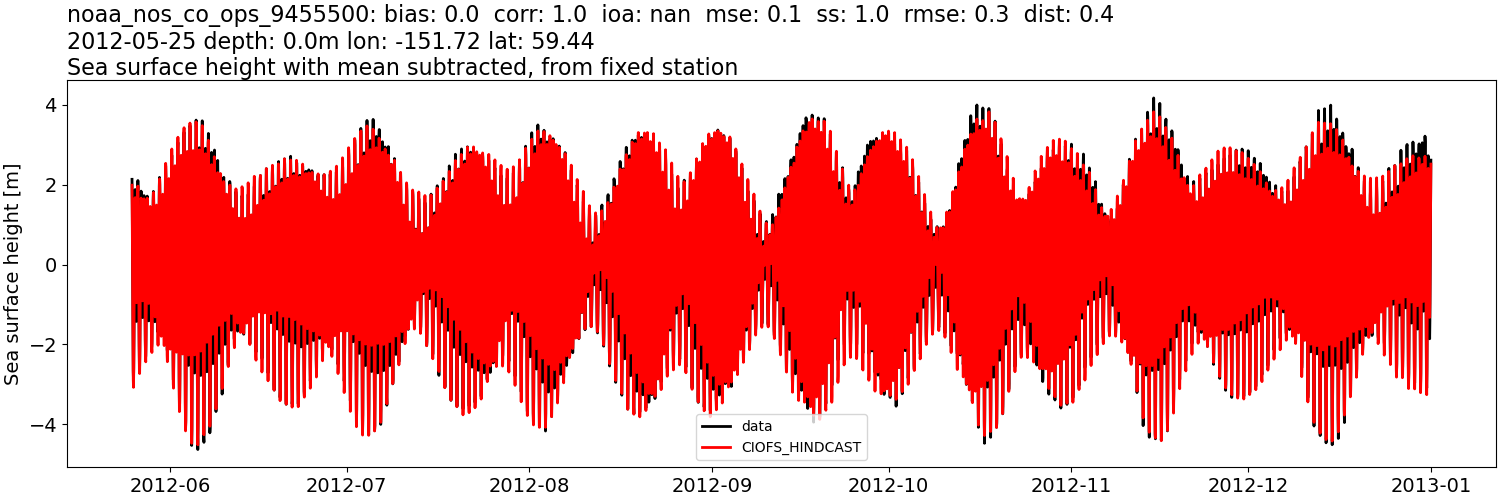 noaa_nos_co_ops_9455500: bias: 0.0  corr: 1.0  ioa: nan  mse: 0.1  ss: 1.0  rmse: 0.3  dist: 0.4
2012-05-25 depth: 0.0m lon: -151.72 lat: 59.44
Sea surface height with mean subtracted, from fixed station
Sea surface height [m]
4
2
0
−2
−4
data
CIOFS_HINDCAST
2012-06
2012-07
2012-08
2012-09
2012-10
2012-11
2012-12
2013-01